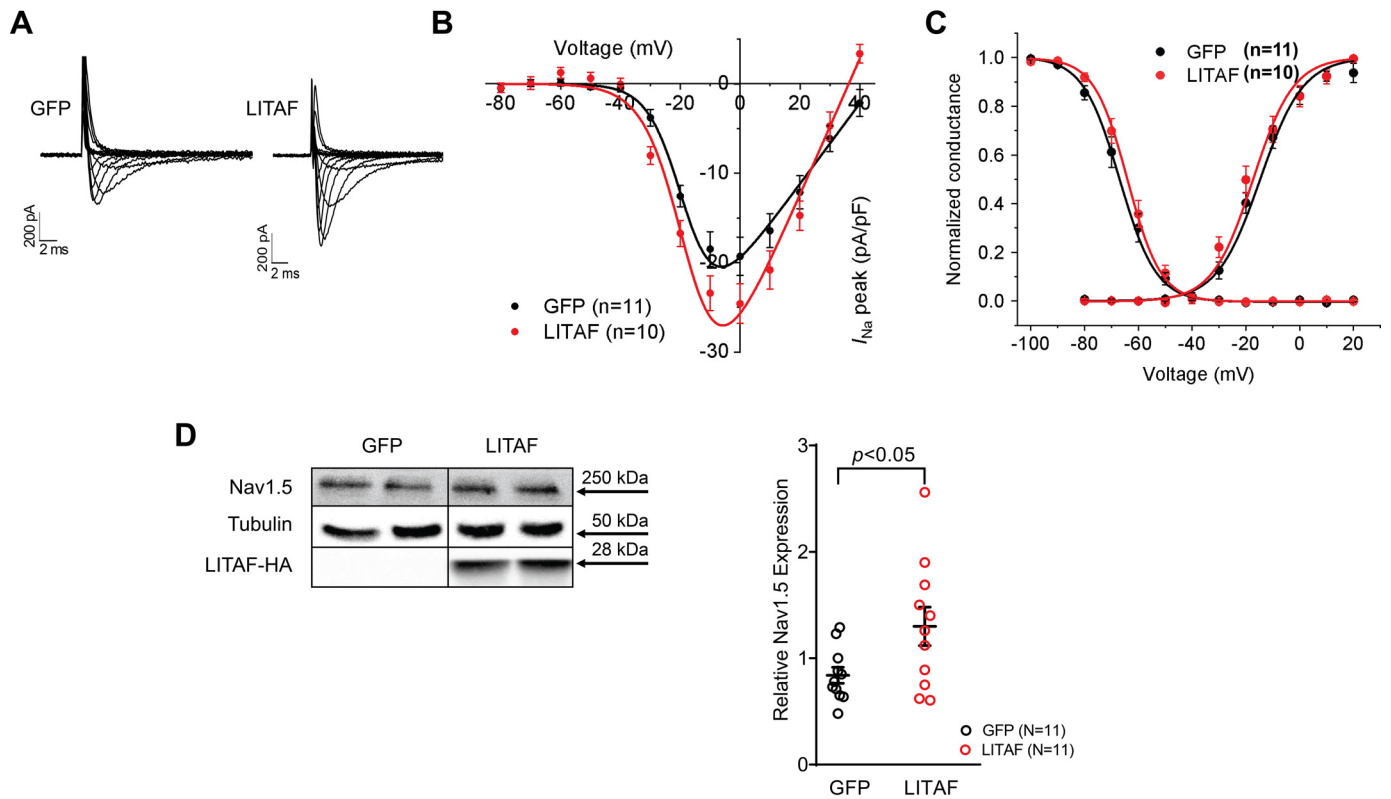 A
GFP
LITAF
200 pA
2 ms
200 pA
2 ms
B
Voltage (mV)
-80 -60 -40 -20 0 20 40
0
-10
-20
-30
I Na peak (pA/pF)
GFP (n=11)
LITAF (n=10)
C
GFP (n=11)
LITAF (n=10)
Normalized conductance
1.0
0.8
0.6
0.4
0.2
0.0
-100 -80 -60 -40 -20 0 20
Voltage (mV)
D
GFP LITAF
Nav1.5 250 kDa
Tubulin 50 kDa
LITAF-HA 28 kDa
Relative Nav1.5 Expression
3
2
1
0
p<0.05
GFP (N=11)
LITAF (N=11)
GFP LITAF